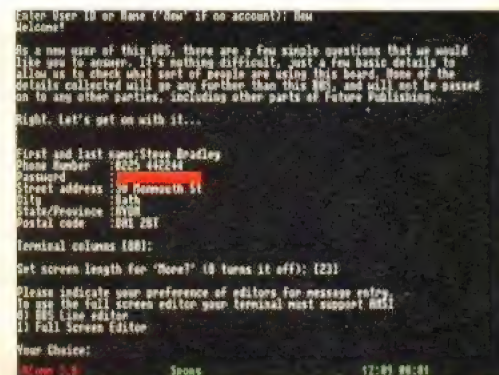 Enter User ID or Name ('New' if no account): New
Welcome!
As a new user of this BBS, there are a few simple questions that we would
like you to answer. It's nothing difficult, just a few basic details to
allow us to check what sort of people are using this board. None of the
details collected will go any further than this BBS, and will not be passed
on to any other parties, including other parts of Future Publishing...
Right, Let's get on with it...
First and last name:Steve Bradley
Phone Number :0225 442244
Password :
Street address :30 Monmouth St
City :Bath
State/Province :
Postal code :BA1 2BT
Terminal columns [80]:
Set screen length for "More?" (0 turns it off): [23]
Please indicate your preference of editors for message entry.
To use the full screen editor your terminal must support ANSI
0) BBS Line editor
1) Full Screen Editor
Your Choice:
Spons